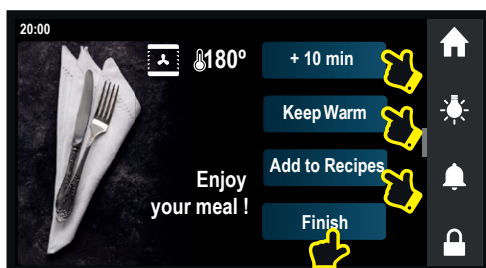 20:00
180°
+ 10 min
Keep Warm
Add to Recipes
Enjoy
your meal !
Finish